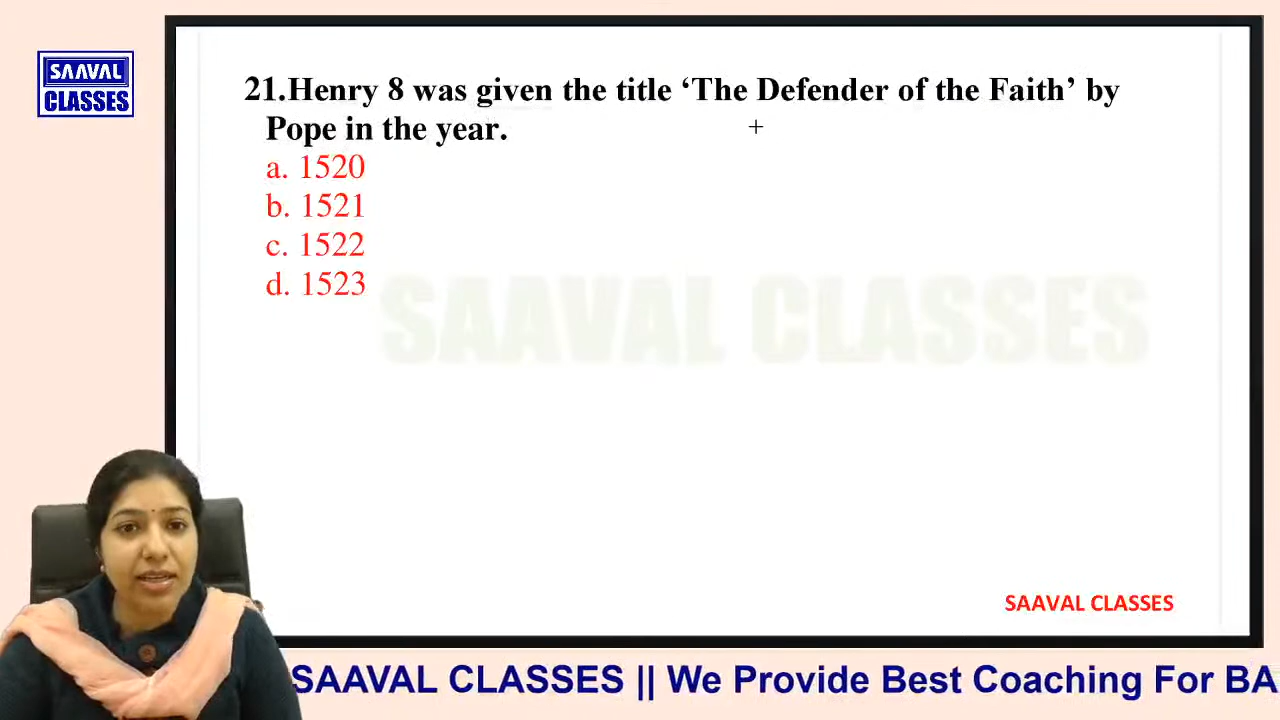 SAAVAL
CLASSES
21.Henry 8 was given the title ‘The Defender of the Faith’ by
Pope in the year.
a. 1520
b. 1521
c. 1522
d. 1523
SAAVAL CLASSES
SAAVAL CLASSES
SAAVAL CLASSES || We Provide Best Coaching For BA